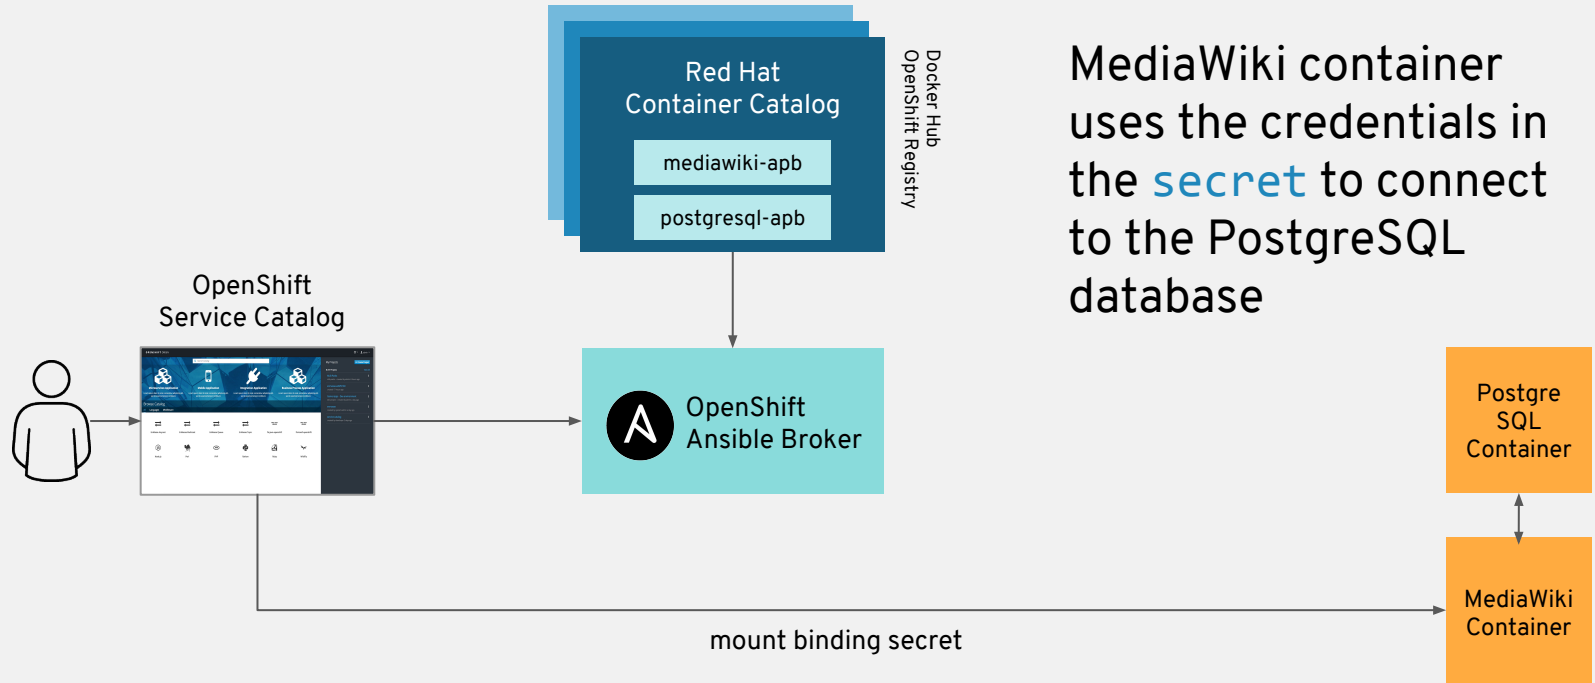 Red Hat
Container Catalog
mediawiki-apb
postgresql-apb
Docker Hub
OpenShift Registry
MediaWiki container
uses the credentials in
the secret to connect
to the PostgreSQL
database
OpenShift
Service Catalog
OpenShift
Ansible Broker
Postgre
SQL
Container
MediaWiki
Container
mount binding secret